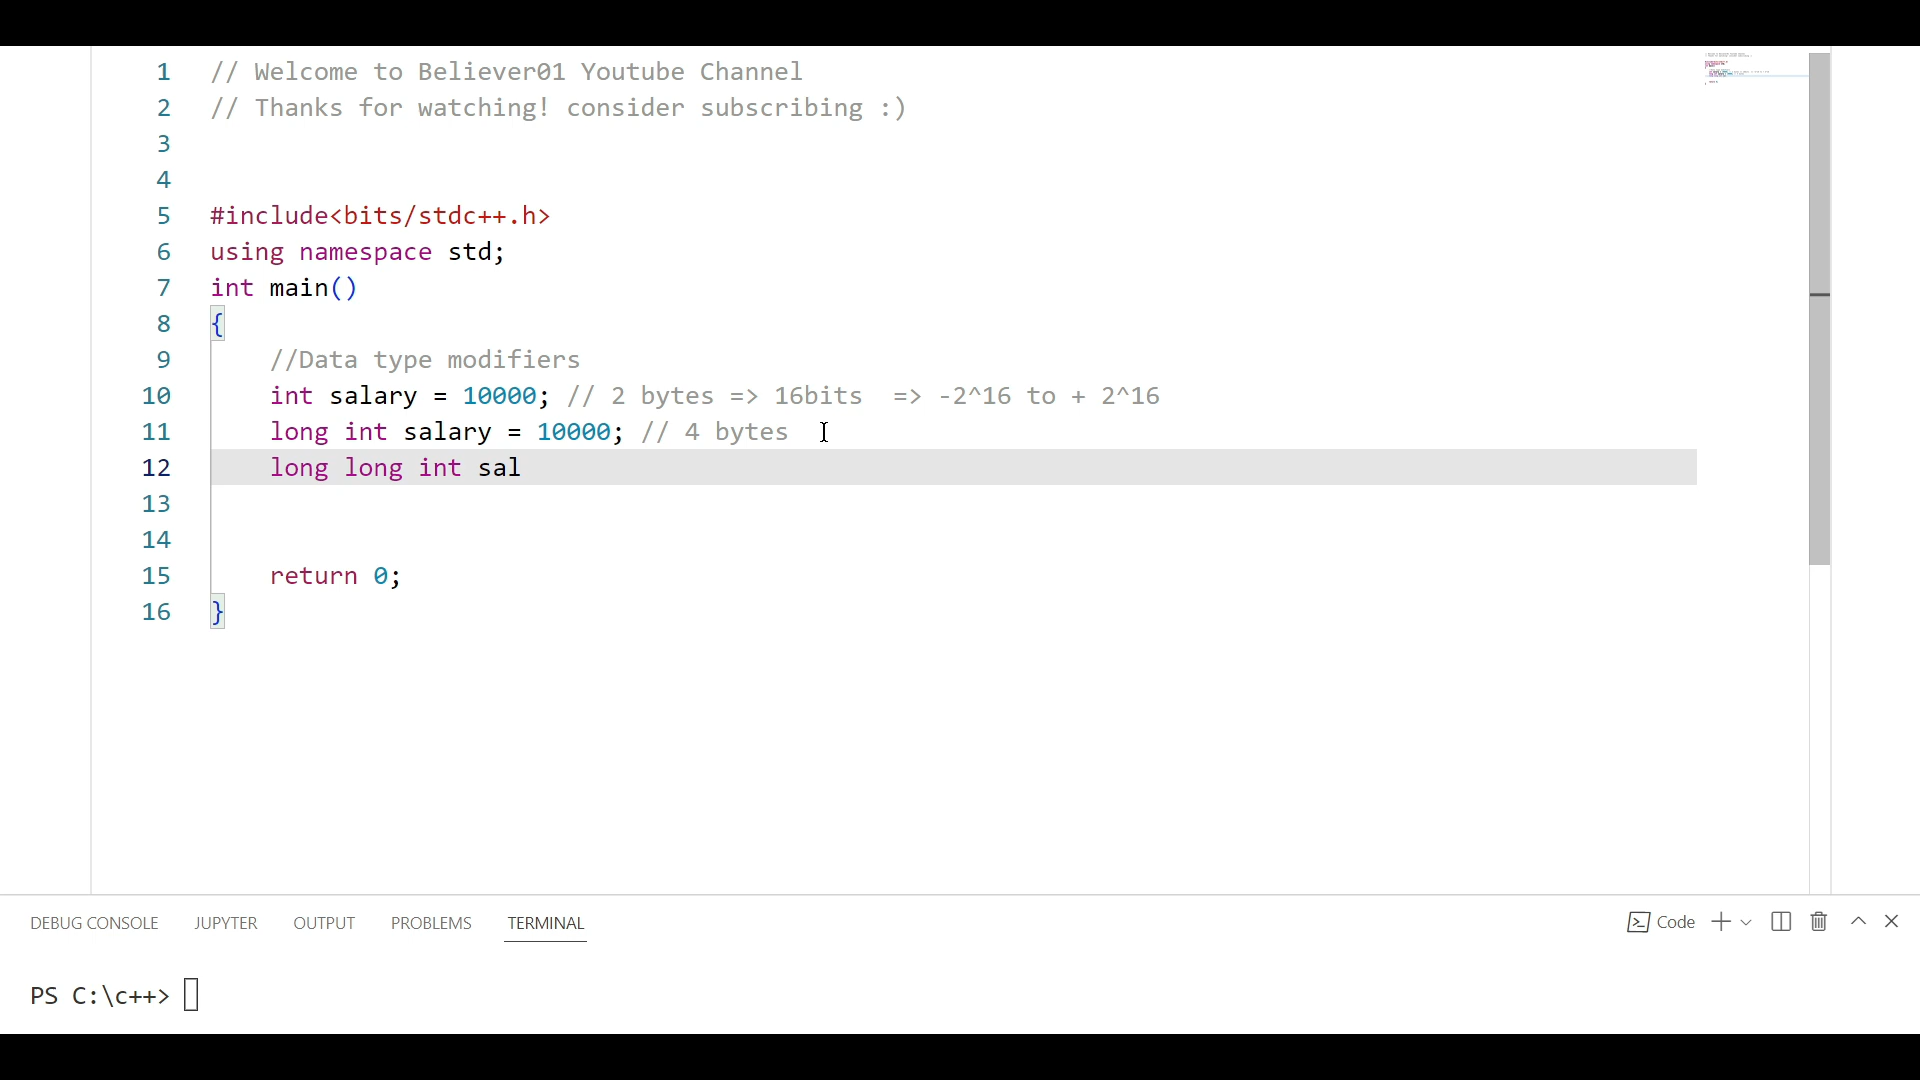 1 // Welcome to Believer01 Youtube Channel
2 // Thanks for watching! consider subscribing :)
3
4
5 #include<bits/stdc++.h>
6 using namespace std;
7 int main()
8 {
9 //Data type modifiers
10 int salary = 10000; // 2 bytes => 16bits  => -2^16 to + 2^16
11 long int salary = 10000; // 4 bytes
12 long long int sal
13
14
15 return 0;
16 }
DEBUG CONSOLE JUPYTER OUTPUT PROBLEMS TERMINAL Code
PS C:\c++>